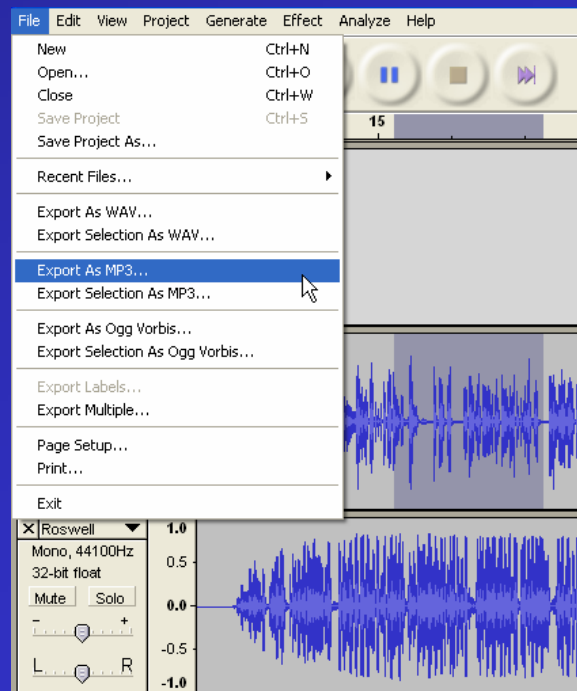 File Edit View Project Generate Effect Analyze Help
New Ctrl+N
Open... Ctrl+O
Close Ctrl+W
Save Project Ctrl+S
Save Project As...
Recent Files...
Export As WAV...
Export Selection As WAV...
Export As MP3...
Export Selection As MP3...
Export As Ogg Vorbis...
Export Selection As Ogg Vorbis...
Export Labels...
Export Multiple...
Page Setup...
Print...
Exit
15
Roswell
Mono, 44100Hz
32-bit float
Mute Solo
- +
L R
1.0
0.5
0.0
-0.5
-1.0